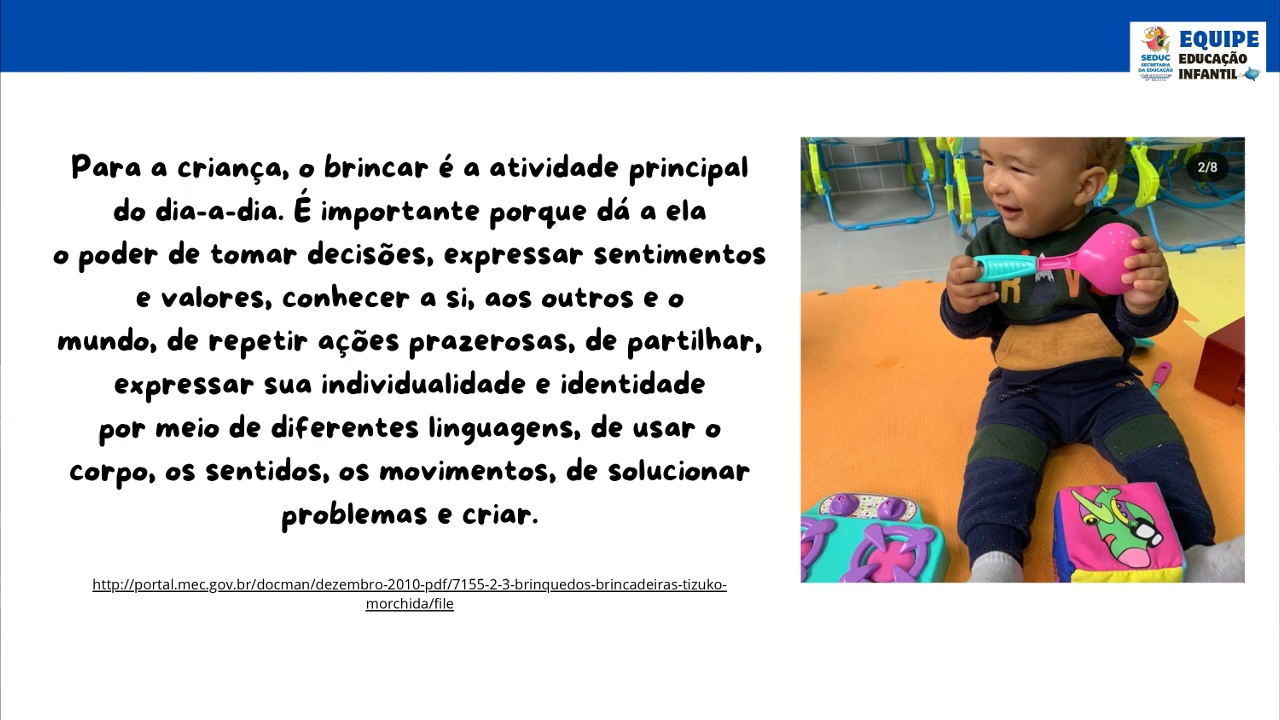 EQUIPE
EDUCAÇÃO
INFANTIL
SEDUC
SECRETARIA
DA EDUCAÇÃO
Para a criança, o brincar é a atividade principal
do dia-a-dia. É importante porque dá a ela
o poder de tomar decisões, expressar sentimentos
e valores, conhecer a si, aos outros e o
mundo, de repetir ações prazerosas, de partilhar,
expressar sua individualidade e identidade
por meio de diferentes linguagens, de usar o
corpo, os sentidos, os movimentos, de solucionar
problemas e criar.
http://portal.mec.gov.br/docman/dezembro-2010-pdf/7155-2-3-brinquedos-brincadeiras-tizuko-
morchida/file
2/8